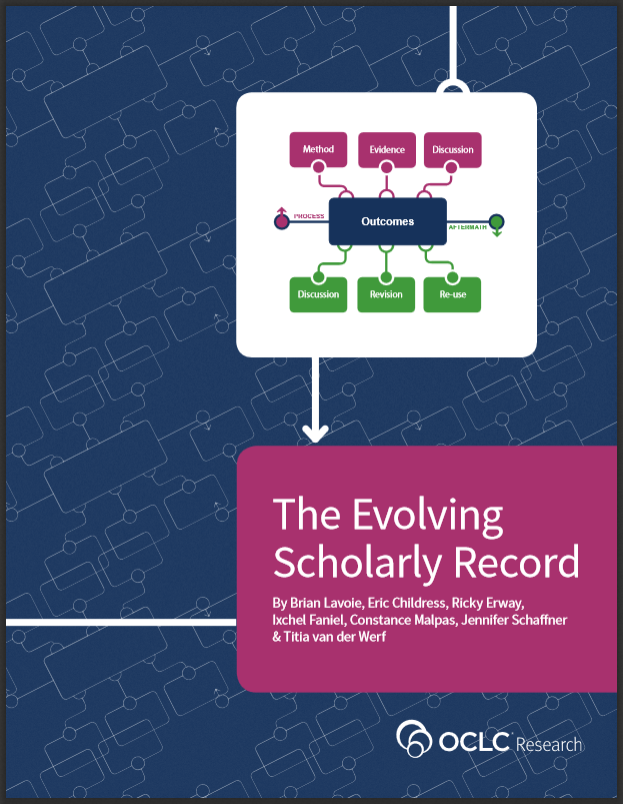 Method
Evidence
Discussion
PROCESS
Outcomes
AFTERMATH
Discussion
Revision
Re-use
The Evolving
Scholarly Record
By Brian Lavoie, Eric Childress, Ricky Erway,
Ixchel Faniel, Constance Malpas, Jennifer Schaffner
& Titia van der Werf
OCLC Research